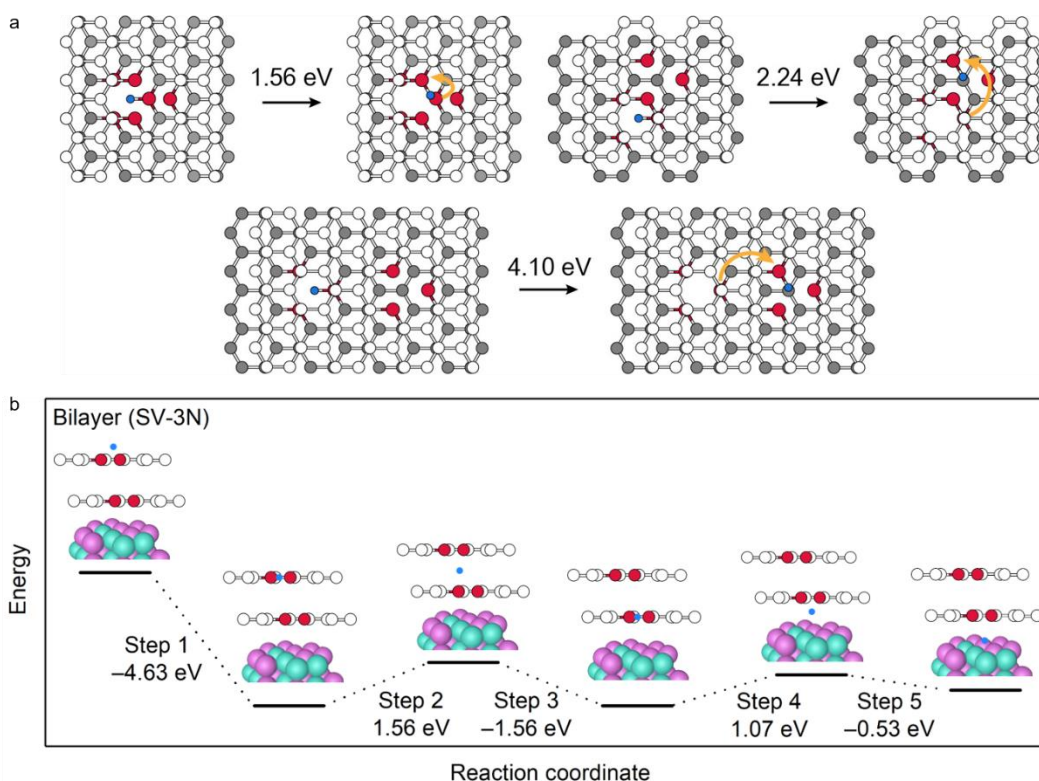 a
1.56 eV
2.24 eV
4.10 eV
b
Bilayer (SV-3N)
Energy
Step 1
–4.63 eV
Step 2
1.56 eV
Step 3
–1.56 eV
Step 4
1.07 eV
Step 5
–0.53 eV
Reaction coordinate